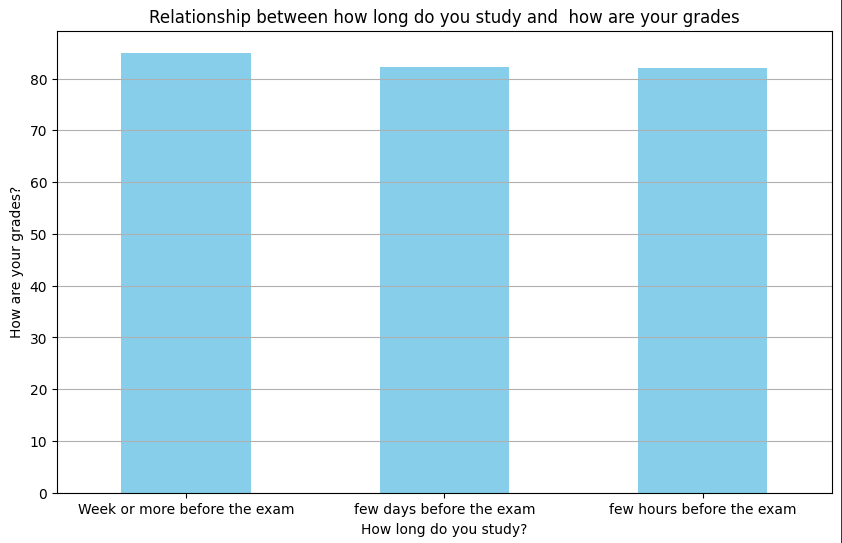 Relationship between how long do you study and  how are your grades
How are your grades?
80
70
60
50
40
30
20
10
0
Week or more before the exam
few days before the exam
few hours before the exam
How long do you study?